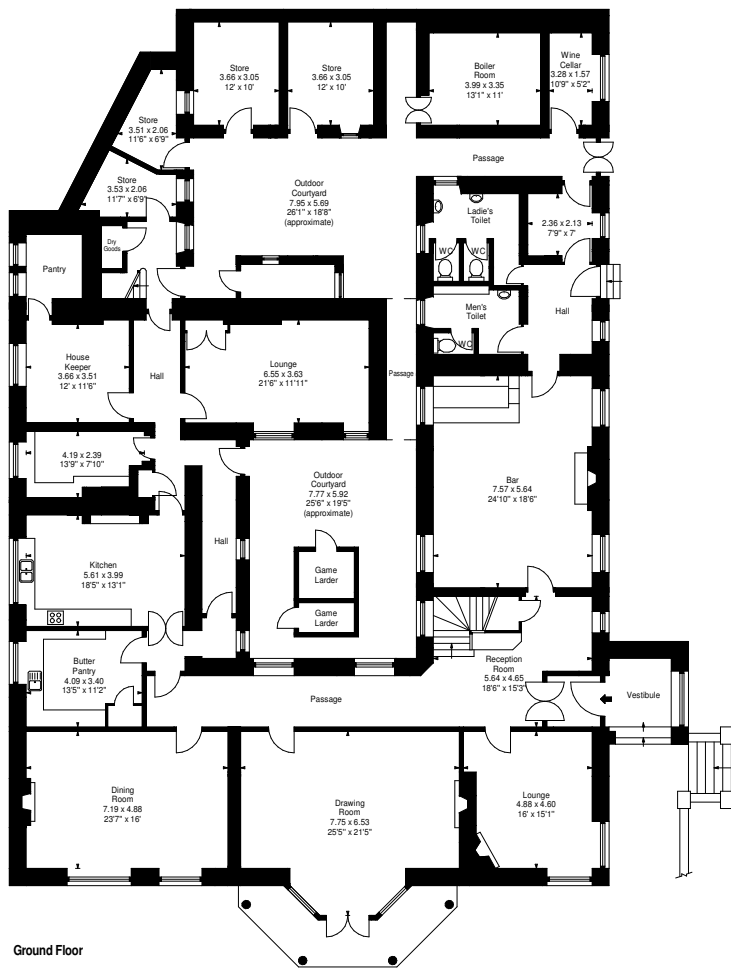 Store
3.66 x 3.05
12' x 10'
Store
3.66 x 3.05
12' x 10'
Boiler
Room
3.99 x 3.35
13'1" x 11'
Wine
Cellar
3.28 x 1.57
10'9" x 5'2"
Store
3.51 x 2.06
11'6" x 6'9"
Passage
Store
3.53 x 2.06
11'7" x 6'9"
Outdoor
Courtyard
7.95 x 5.69
26'1" x 18'8"
(approximate)
Ladie's
Toilet
2.36 x 2.13
7'9" x 7'
Dry
Goods
WC
WC
Pantry
Men's
Toilet
Hall
WC
House
Keeper
3.66 x 3.51
12' x 11'6"
Hall
Lounge
6.55 x 3.63
21'6" x 11'11"
Passage
4.19 x 2.39
13'9" x 7'10"
Outdoor
Courtyard
7.77 x 5.92
25'6" x 19'5"
(approximate)
Bar
7.57 x 5.64
24'10" x 18'6"
Hall
Kitchen
5.61 x 3.99
18'5" x 13'1"
Game
Larder
Game
Larder
Butler
Pantry
4.09 x 3.40
13'5" x 11'2"
Reception
Room
5.64 x 4.65
18'6" x 15'3"
Vestibule
Passage
Dining
Room
7.19 x 4.88
23'7" x 16'
Drawing
Room
7.75 x 6.53
25'5" x 21'5"
Lounge
4.88 x 4.60
16' x 15'1"
Ground Floor